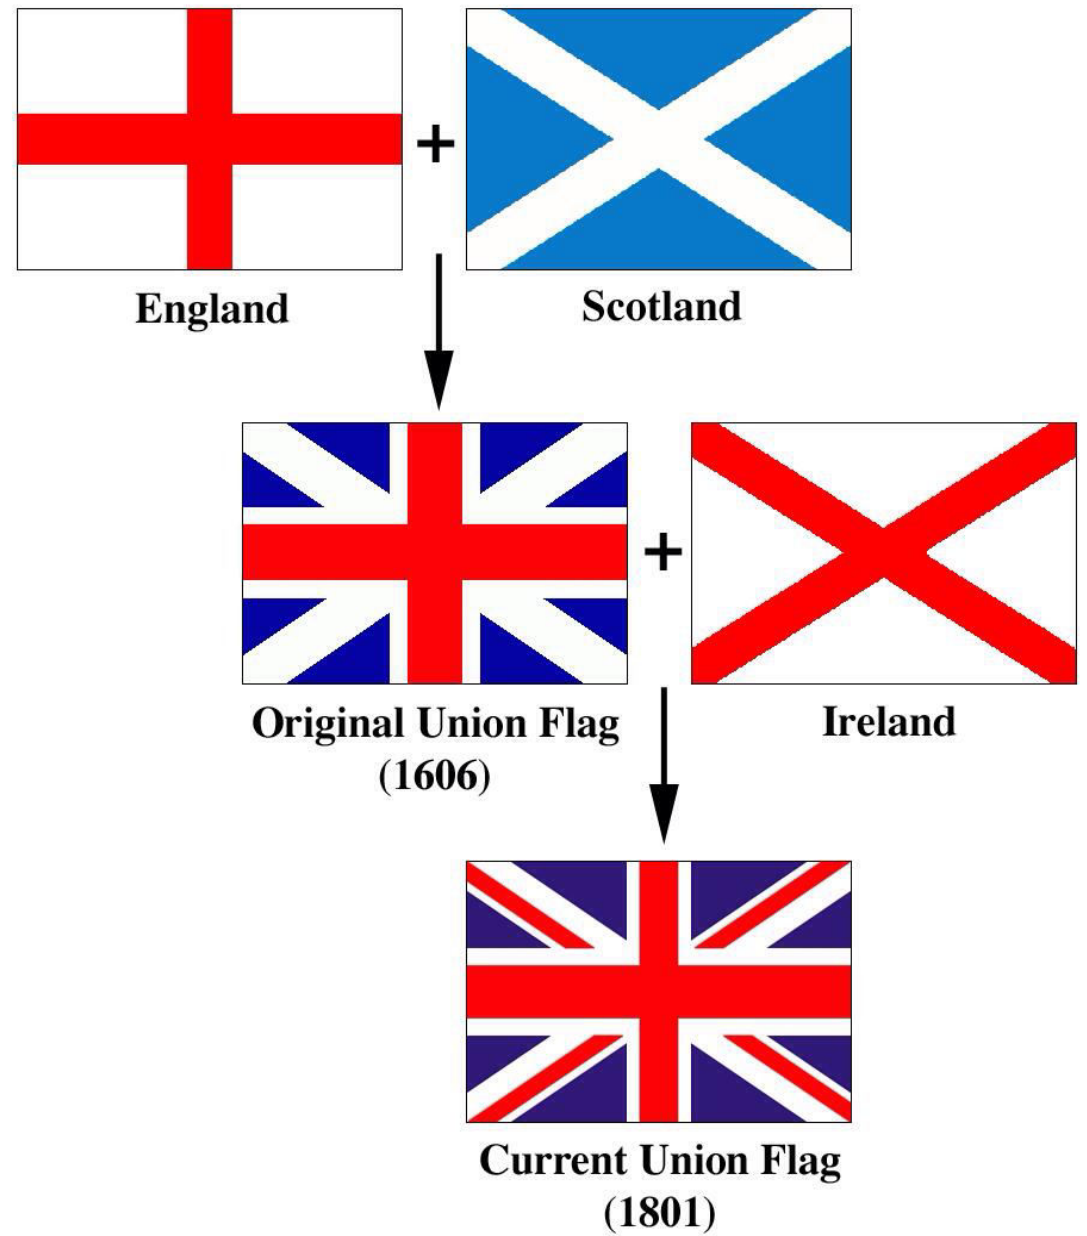 +
England
Scotland
+
Original Union Flag
(1606)
Ireland
Current Union Flag
(1801)